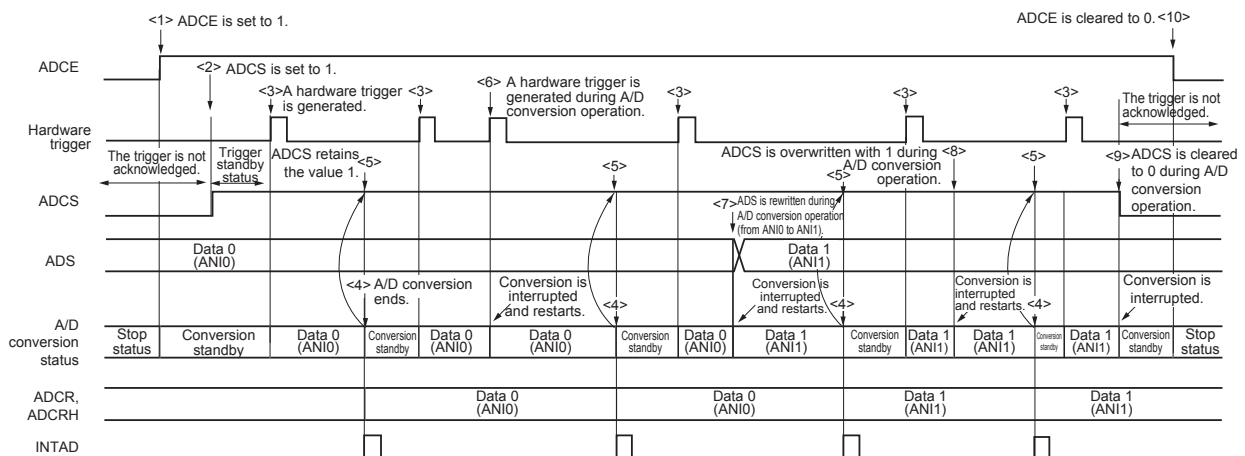 <1> ADCE is set to 1.
ADCE is cleared to 0. <10>
ADCE
<2> ADCS is set to 1.
<3> A hardware trigger
is generated.
<3>
<6> A hardware trigger is
generated during A/D
conversion operation.
<3>
<3>
<3>
The trigger is not
acknowledged.
Hardware
trigger
The trigger is not
acknowledged.
Trigger
standby
status
ADCS retains
the value 1.
<5>
<5>
ADCS is overwritten with 1 during
A/D conversion
operation.
<8>
<5>
<5>
<9> ADCS is cleared
to 0 during A/D
conversion
operation.
ADCS
<7> ADS is rewritten during
A/D conversion operation
(from ANI0 to ANI1).
ADS
Data 0
(ANI0)
Data 1
(ANI1)
<4> A/D conversion
ends.
Conversion is
interrupted
and restarts.
<4>
Conversion is
interrupted
and restarts.
<4>
Conversion is
interrupted
and restarts.
<4>
Conversion is
interrupted.
A/D
conversion
status
Stop
status
Conversion
standby
Data 0
(ANI0)
Conversion
standby
Data 0
(ANI0)
Data 0
(ANI0)
Conversion
standby
Data 0
(ANI0)
Data 1
(ANI1)
Conversion
standby
Data 1
(ANI1)
Data 1
(ANI1)
Conversion
standby
Data 1
(ANI1)
Conversion
standby
Stop
status
ADCR,
ADCRH
Data 0
(ANI0)
Data 0
(ANI0)
Data 1
(ANI1)
Data 1
(ANI1)
INTAD